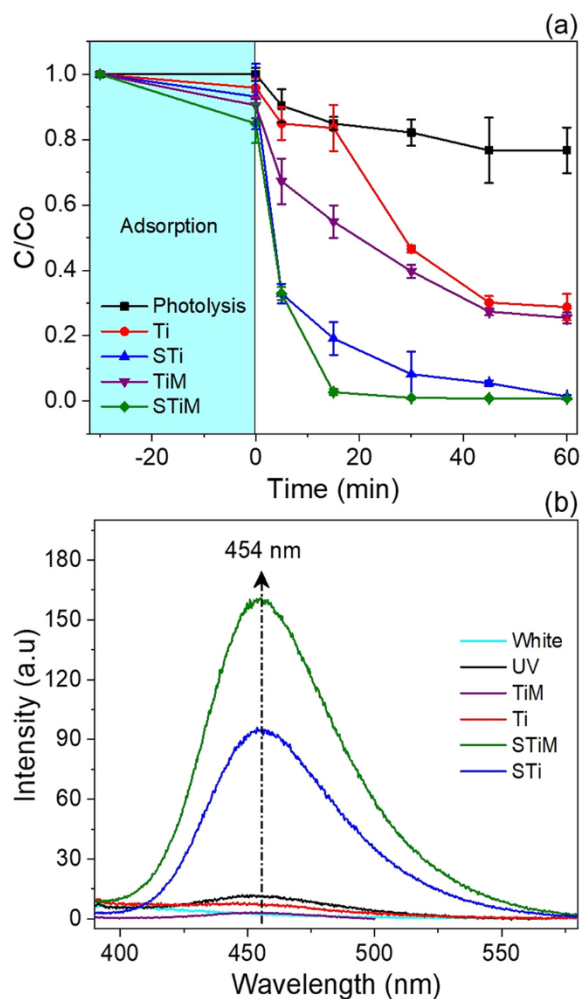 (a)
1.0
0.8
0.6
0.4
0.2
0.0
C/Co
Adsorption
Photolysis
Ti
STi
TiM
STiM
-20 0 20 40 60
Time (min)
(b)
180
150
120
90
60
30
0
Intensity (a.u)
454 nm
White
UV
TiM
Ti
STiM
STi
400 450 500 550
Wavelength (nm)